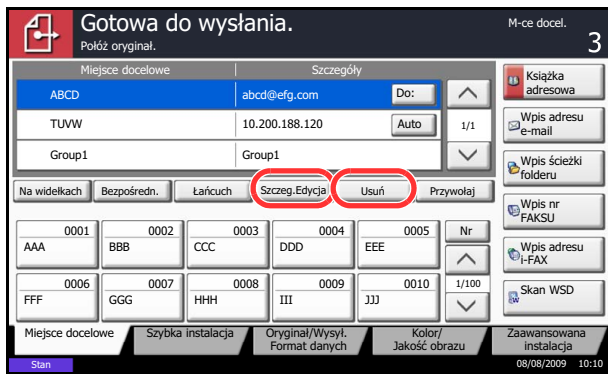 Gotowa do wysłania.
Połóż oryginał.
M-ce docel.
3
Miejsce docelowe Szczegóły
ABCD abcd@efg.com Do:
TUVW 10.200.188.120 Auto 1/1
Group1 Group1
Na widełkach Bezpośredn. Łańcuch Szczeg.Edycja Usuń Przywołaj
0001 0002 0003 0004 0005 Nr
AAA BBB CCC DDD EEE
0006 0007 0008 0009 0010 1/100
FFF GGG HHH III JJJ
Książka
adresowa
Wpis adresu
e-mail
Wpis ścieżki
folderu
Wpis nr
FAKSU
Wpis adresu
i-FAX
Skan WSD
Miejsce docelowe Szybka instalacja Oryginał/Wysył.
Format danych
Kolor/
Jakość obrazu
Zaawansowana
instalacja
Stan 08/08/2009 10:10